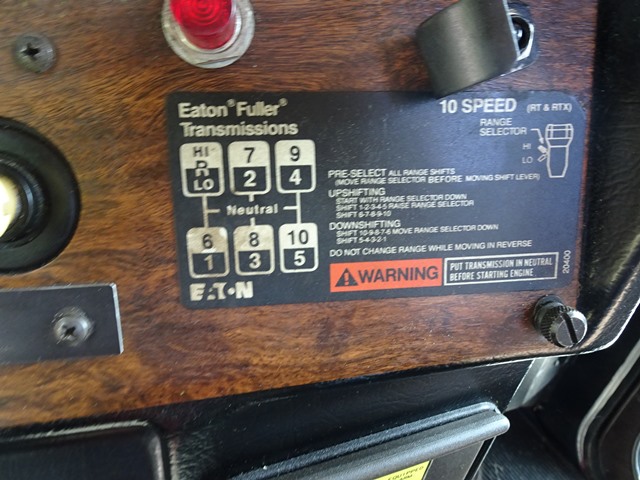 Eaton® Fuller®
Transmissions
10 SPEED (RT & RTX)
RANGE
SELECTOR
HI
LO
HI R LO
7 2
9 4
Neutral
6 1
8 3
10 5
EATON
PRE-SELECT ALL RANGE SHIFTS
(MOVE RANGE SELECTOR BEFORE MOVING SHIFT LEVER)
UPSHIFTING
START WITH RANGE SELECTOR DOWN
SHIFT 1-2-3-4-5 RAISE RANGE SELECTOR
SHIFT 6-7-8-9-10
DOWNSHIFTING
SHIFT 10-9-8-7-6 MOVE RANGE SELECTOR DOWN
SHIFT 5-4-3-2-1
DO NOT CHANGE RANGE WHILE MOVING IN REVERSE
WARNING
PUT TRANSMISSION IN NEUTRAL
BEFORE STARTING ENGINE
20400